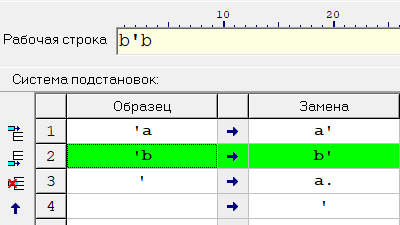 10 20
Рабочая строка b'b
Система подстановок:
Образец Замена
1 'a → a'
2 'b → b'
3 ' → a.
4 → '